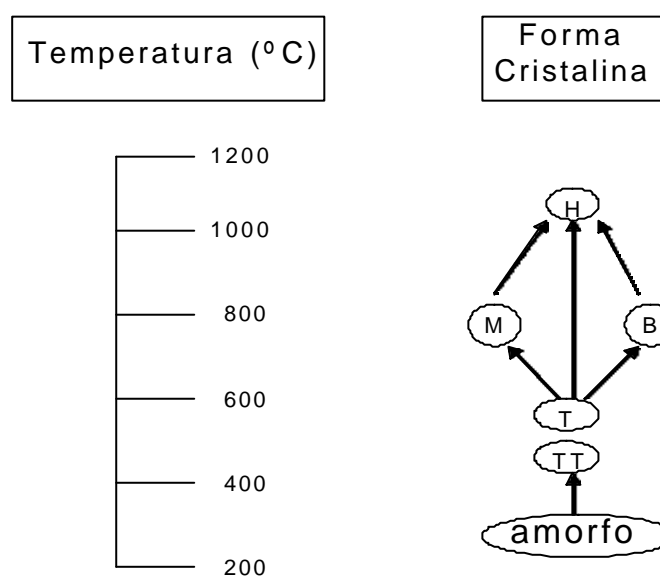 Temperatura (ºC)
Forma
Cristalina
1200
1000
800
600
400
200
H
M
B
T
TT
amorfo